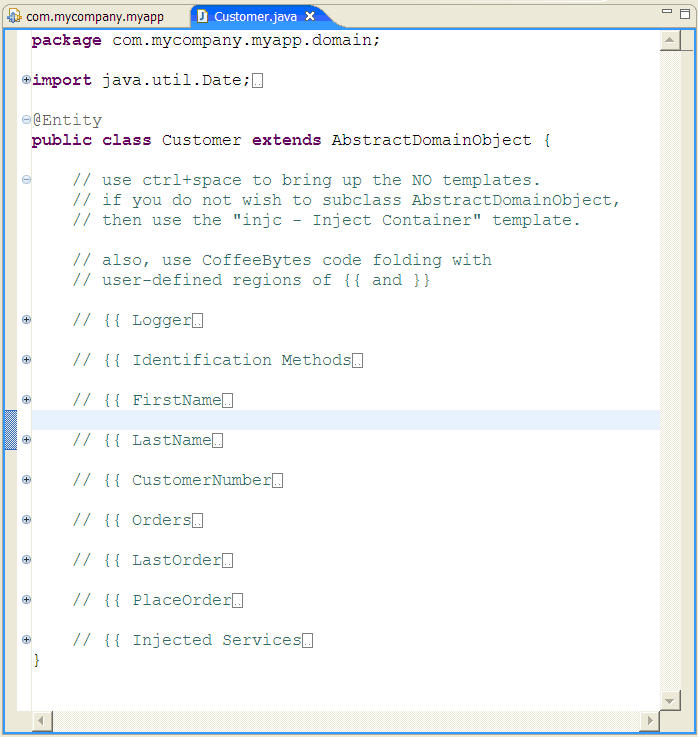 com.mycompany.myapp
Customer.java
package com.mycompany.myapp.domain;
import java.util.Date;
@Entity
public class Customer extends AbstractDomainObject {
// use ctrl+space to bring up the NO templates.
// if you do not wish to subclass AbstractDomainObject,
// then use the "injc - Inject Container" template.
// also, use CoffeeBytes code folding with
// user-defined regions of {{ and }}
// {{ Logger
// {{ Identification Methods
// {{ FirstName
// {{ LastName
// {{ CustomerNumber
// {{ Orders
// {{ LastOrder
// {{ PlaceOrder
// {{ Injected Services
}